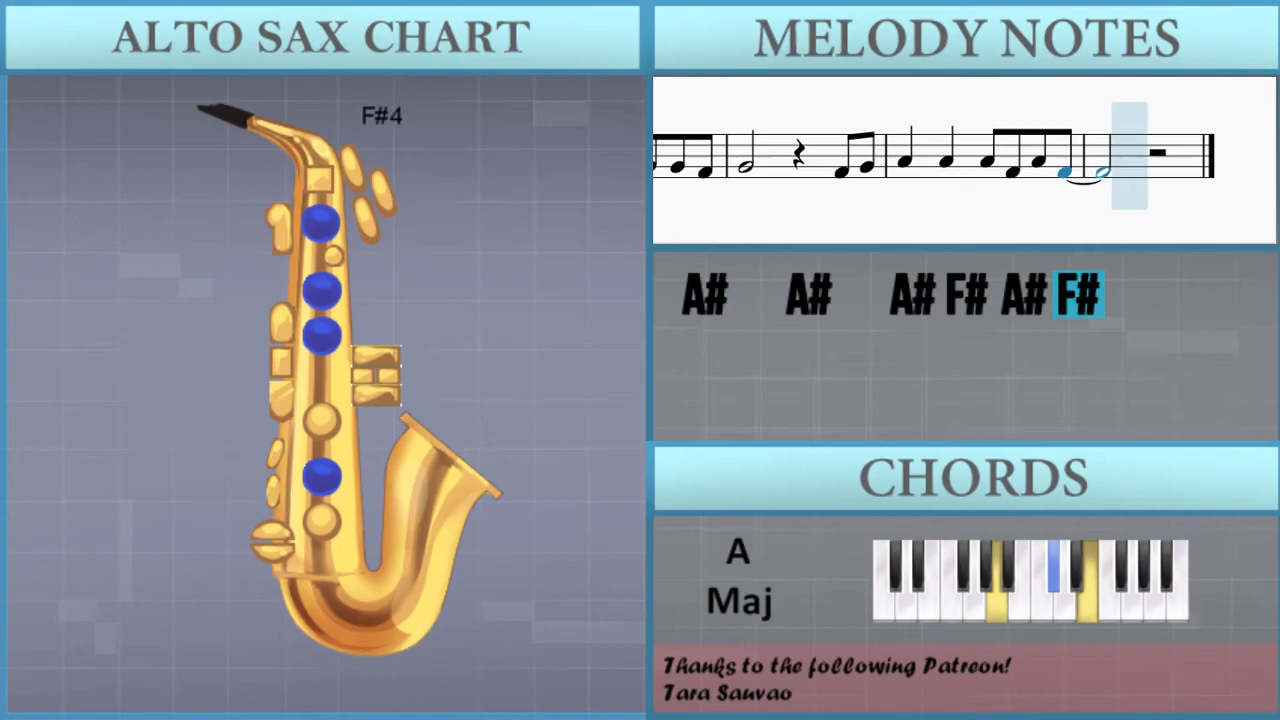 ALTO SAX CHART
F#4
MELODY NOTES
A# A# A# F# A# F#
CHORDS
A
Maj
Thanks to the following Patreon!
Tara Sauvao